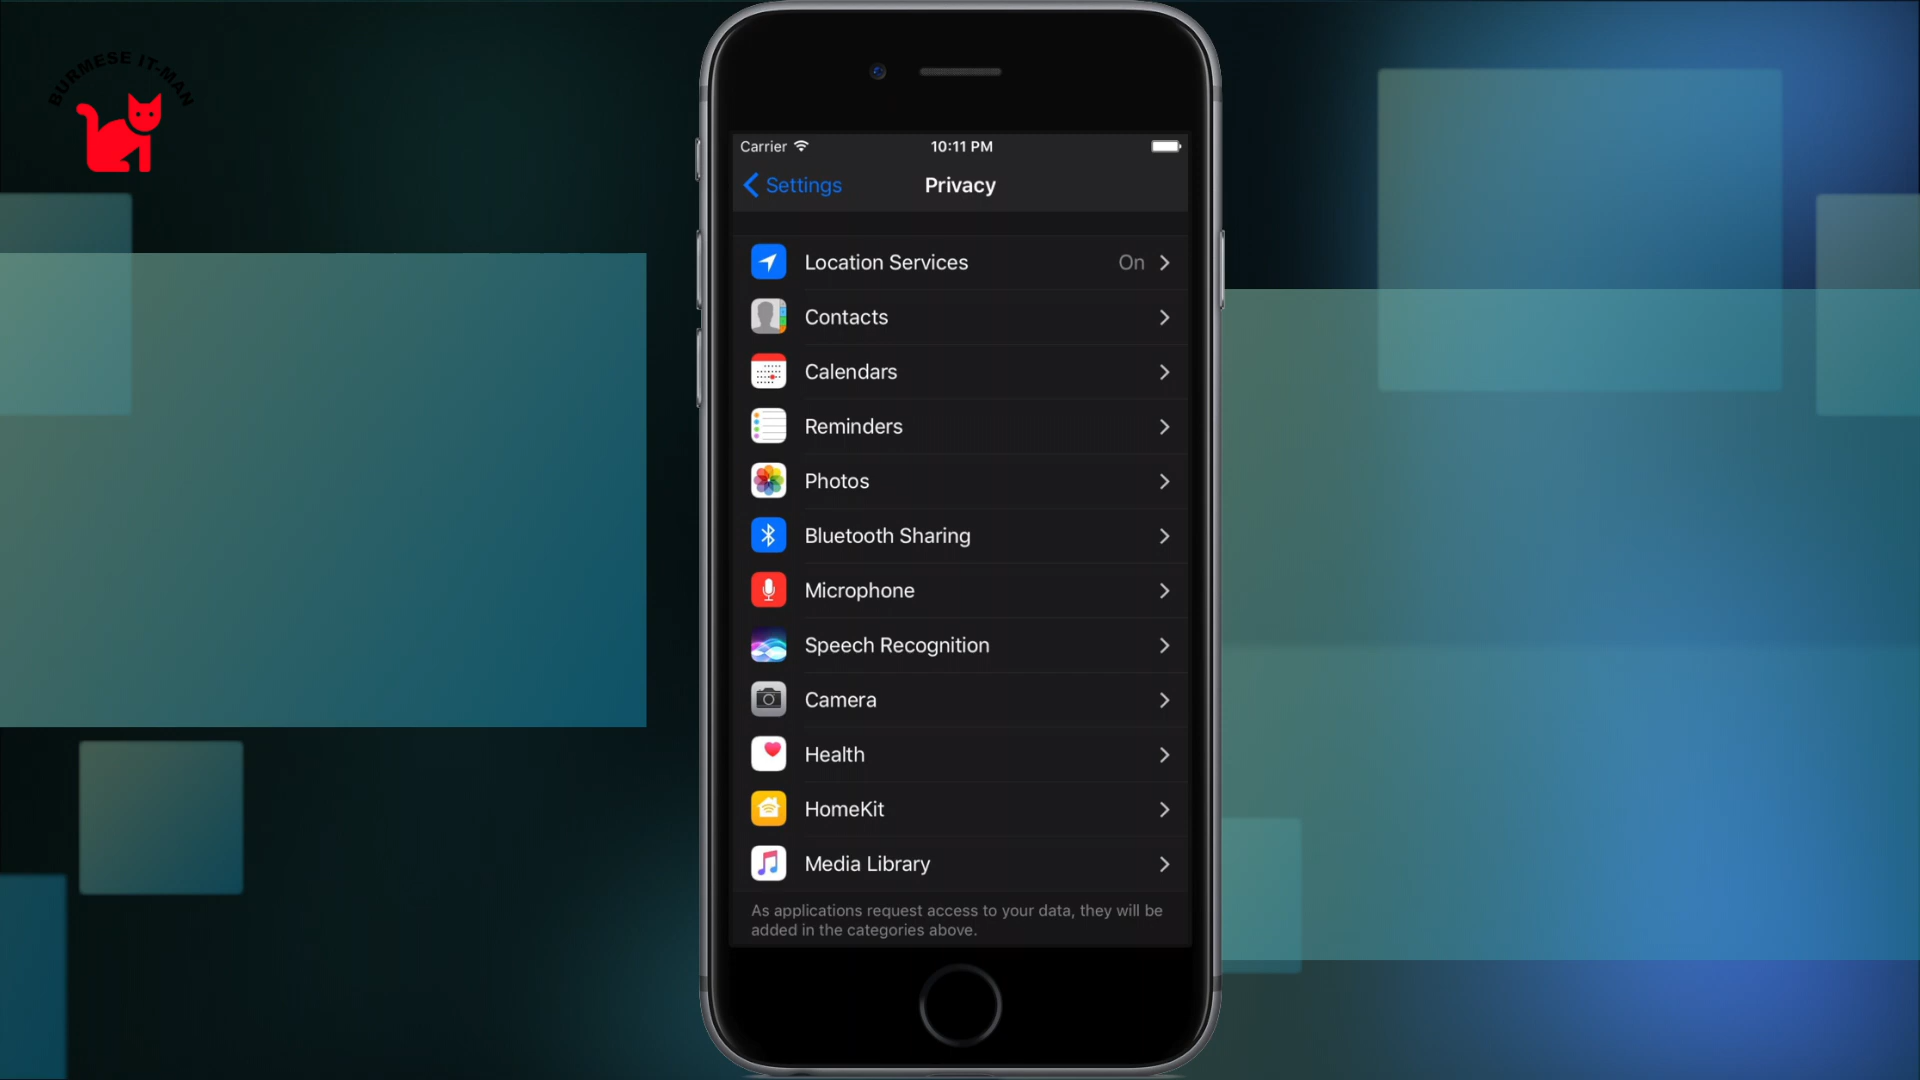 BURMESE IT-MAN
Carrier 10:11 PM
Settings Privacy
Location Services On
Contacts
Calendars
Reminders
Photos
Bluetooth Sharing
Microphone
Speech Recognition
Camera
Health
HomeKit
Media Library
As applications request access to your data, they will be
added in the categories above.